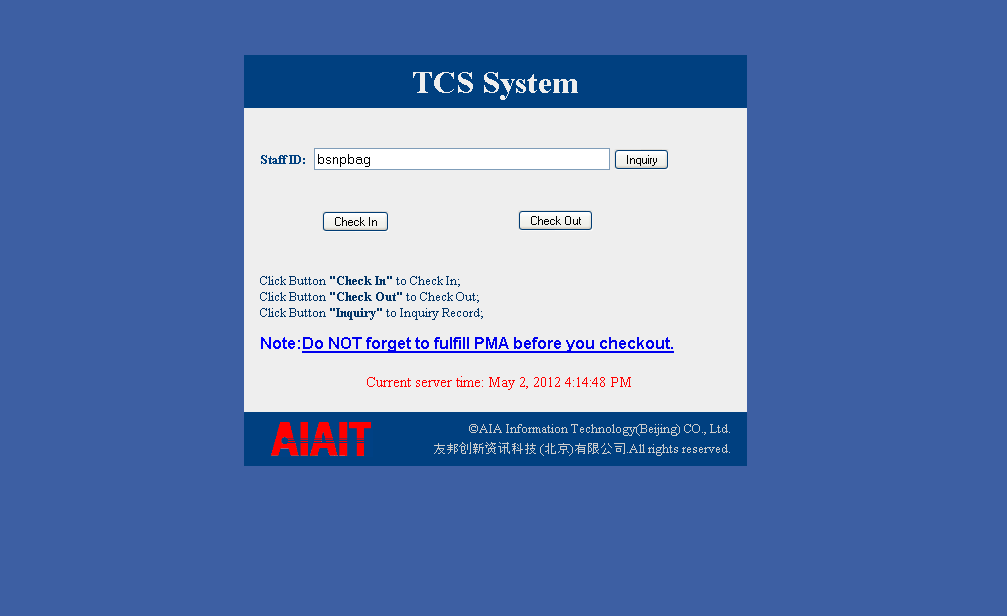 TCS System
Staff ID: bsnpbag Inquiry
Check In Check Out
Click Button "Check In" to Check In;
Click Button "Check Out" to Check Out;
Click Button "Inquiry" to Inquiry Record;
Note:Do NOT forget to fulfill PMA before you checkout.
Current server time: May 2, 2012 4:14:48 PM
AIAIT
©AIA Information Technology(Beijing) CO., Ltd.
友邦创新资讯科技 (北京)有限公司.All rights reserved.